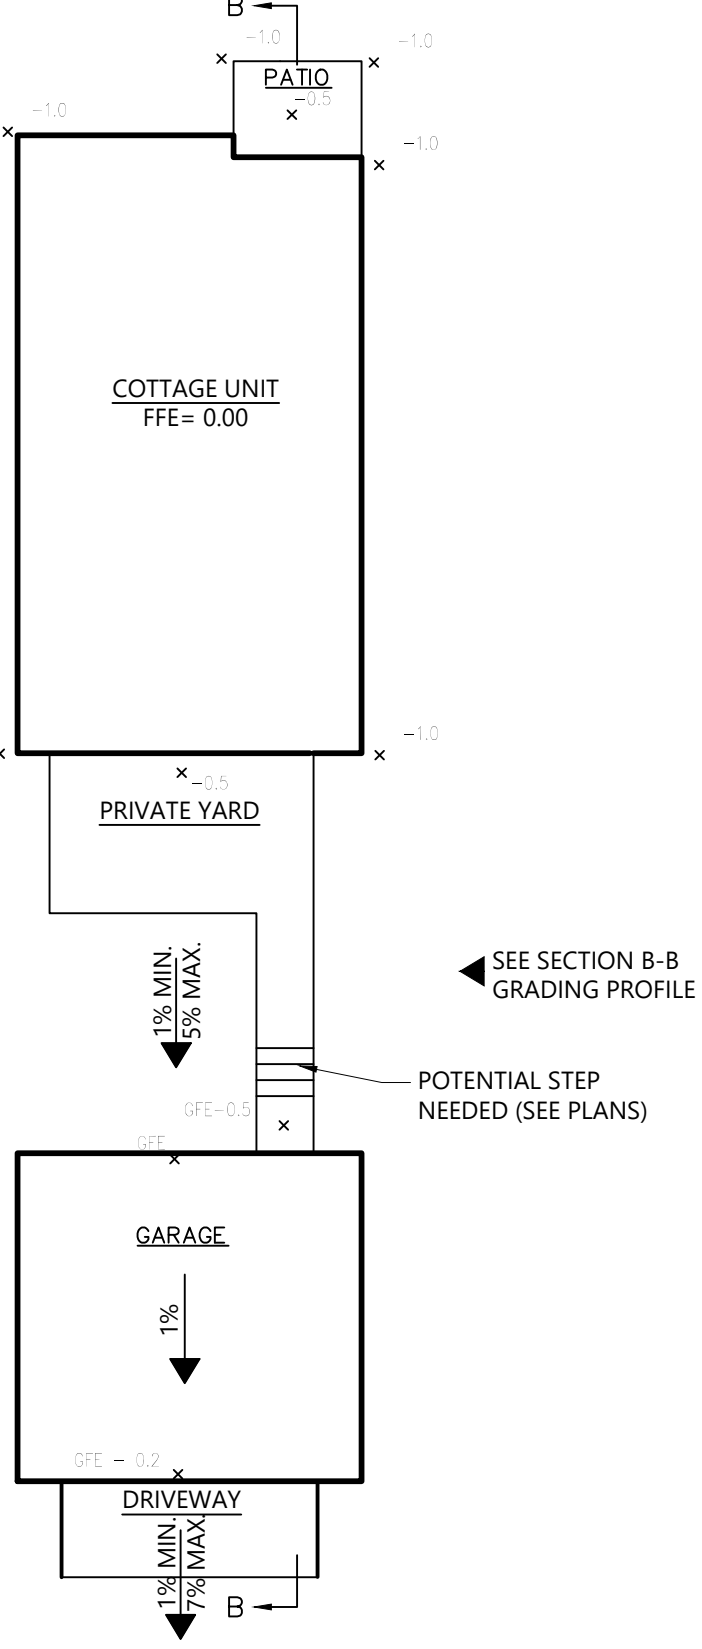 B
-1.0
-1.0
PATIO
-0.5
-1.0
-1.0
COTTAGE UNIT
FFE= 0.00
-1.0
-0.5
PRIVATE YARD
1% MIN.
5% MAX.
SEE SECTION B-B
GRADING PROFILE
POTENTIAL STEP
NEEDED (SEE PLANS)
GFE-0.5
GFE
GARAGE
1%
GFE - 0.2
DRIVEWAY
1% MIN.
7% MAX.
B